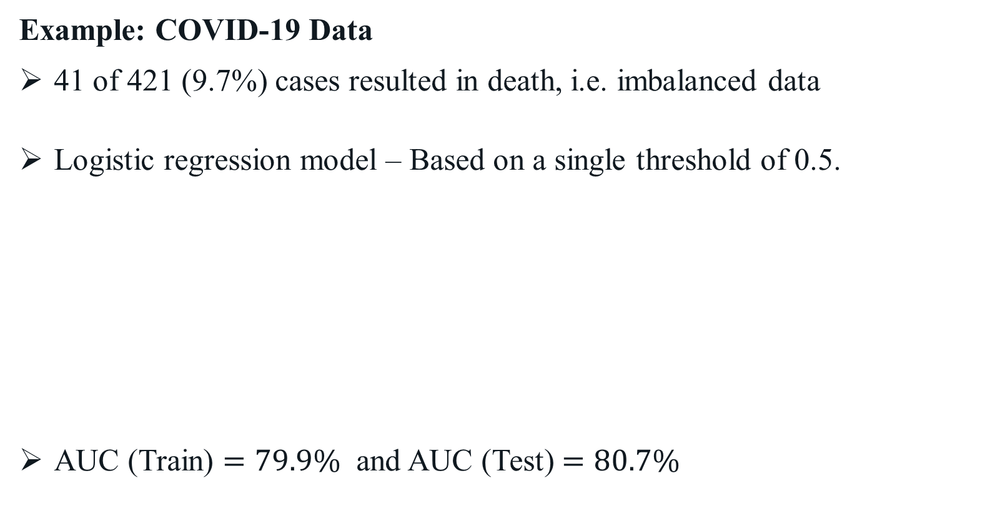 Example: COVID-19 Data
➢ 41 of 421 (9.7%) cases resulted in death, i.e. imbalanced data
➢ Logistic regression model – Based on a single threshold of 0.5.
➢ AUC (Train) = 79.9% and AUC (Test) = 80.7%